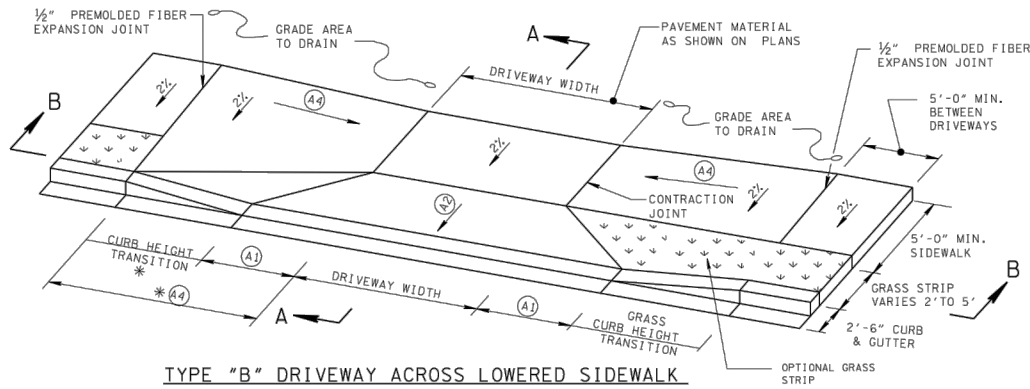 ½" PREMOLDED FIBER
EXPANSION JOINT
GRADE AREA
TO DRAIN
A
PAVEMENT MATERIAL
AS SHOWN ON PLANS
½" PREMOLDED FIBER
EXPANSION JOINT
DRIVEWAY WIDTH
B
2%
2%
A4
GRADE AREA
TO DRAIN
5'-0" MIN.
BETWEEN
DRIVEWAYS
2%
A4
2%
2%
CONTRACTION
JOINT
A2
5'-0" MIN.
SIDEWALK
CURB HEIGHT
TRANSITION
*
A1
DRIVEWAY WIDTH
* A4
A
A1
GRASS
CURB HEIGHT
TRANSITION
GRASS STRIP
VARIES 2' TO 5'
B
2'-6" CURB
& GUTTER
OPTIONAL GRASS
STRIP
TYPE "B" DRIVEWAY ACROSS LOWERED SIDEWALK